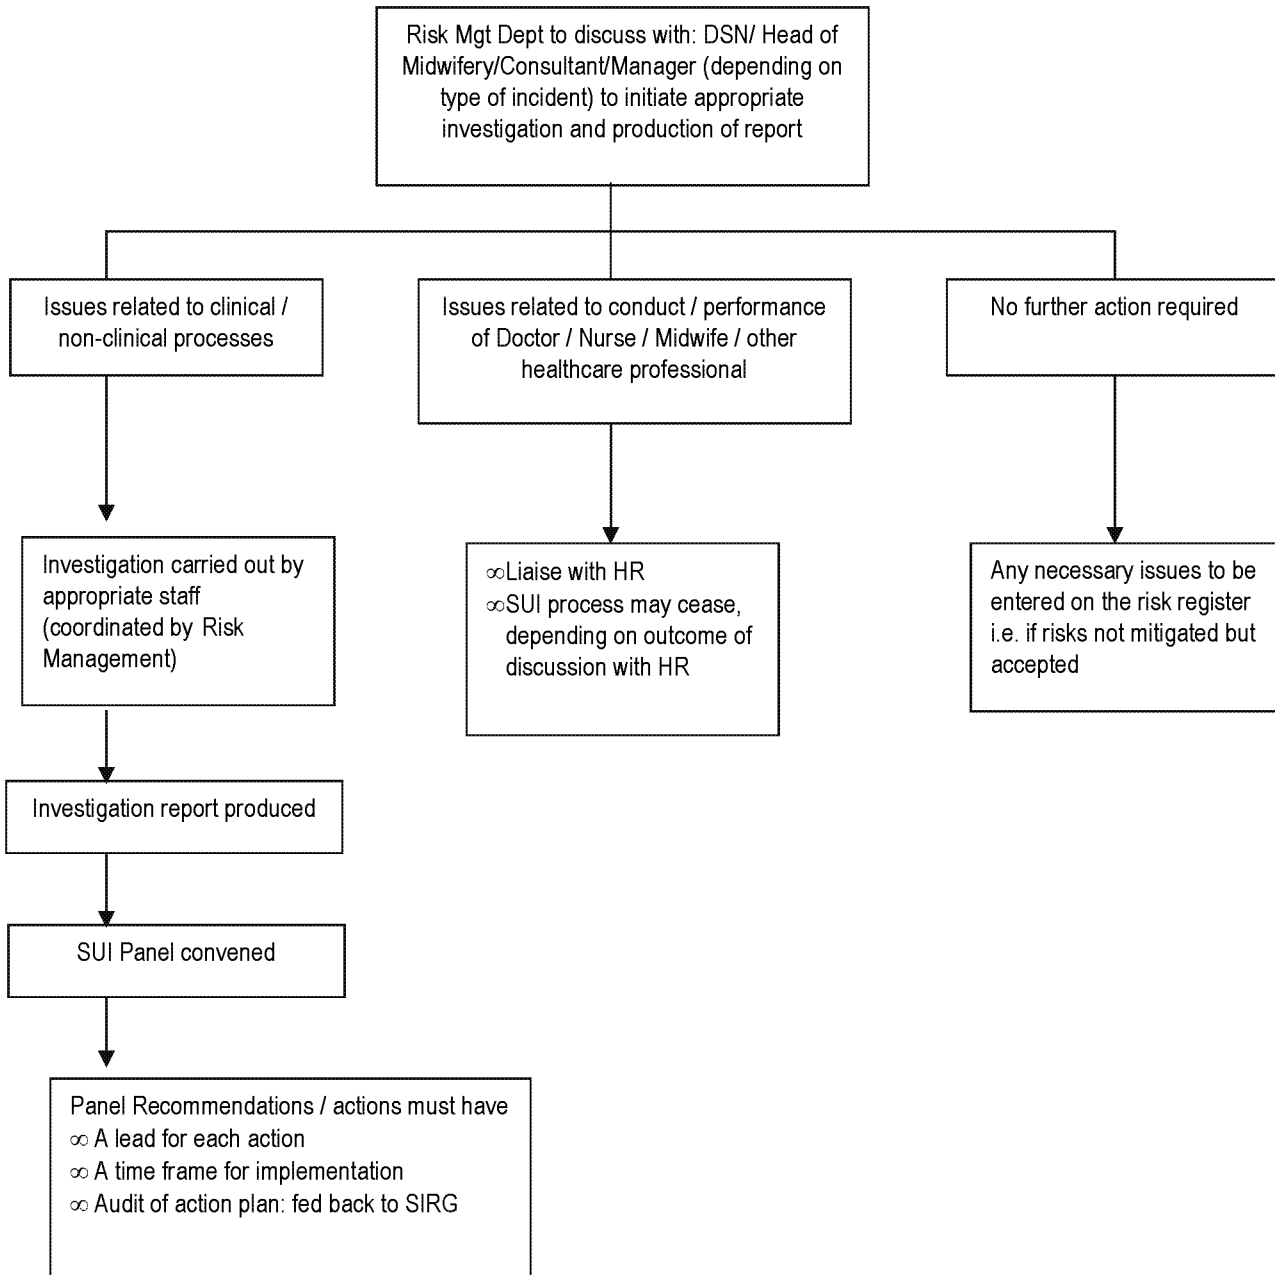 Risk Mgt Dept to discuss with: DSN/ Head of
Midwifery/Consultant/Manager (depending on
type of incident) to initiate appropriate
investigation and production of report
Issues related to clinical /
non-clinical processes
Issues related to conduct / performance
of Doctor / Nurse / Midwife / other
healthcare professional
No further action required
Investigation carried out by
appropriate staff
(coordinated by Risk
Management)
∞Liaise with HR
∞SUI process may cease,
depending on outcome of
discussion with HR
Any necessary issues to be
entered on the risk register
i.e. if risks not mitigated but
accepted
Investigation report produced
SUI Panel convened
Panel Recommendations / actions must have
∞ A lead for each action
∞ A time frame for implementation
∞ Audit of action plan: fed back to SIRG